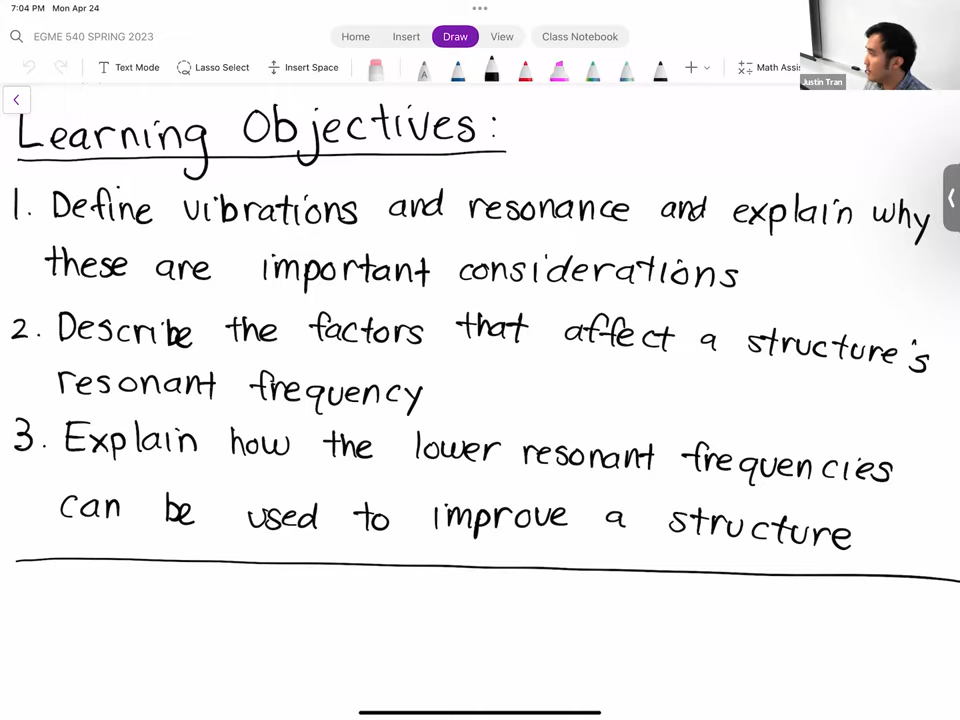 7:04 PM Mon Apr 24
EGME 540 SPRING 2023
Home Insert Draw View Class Notebook
Text Mode Lasso Select Insert Space Math Assis
Justin Tran
Learning Objectives:
1. Define vibrations and resonance and explain why
these are important considerations
2. Describe the factors that affect a structure's
resonant frequency
3. Explain how the lower resonant frequencies
can be used to improve a structure